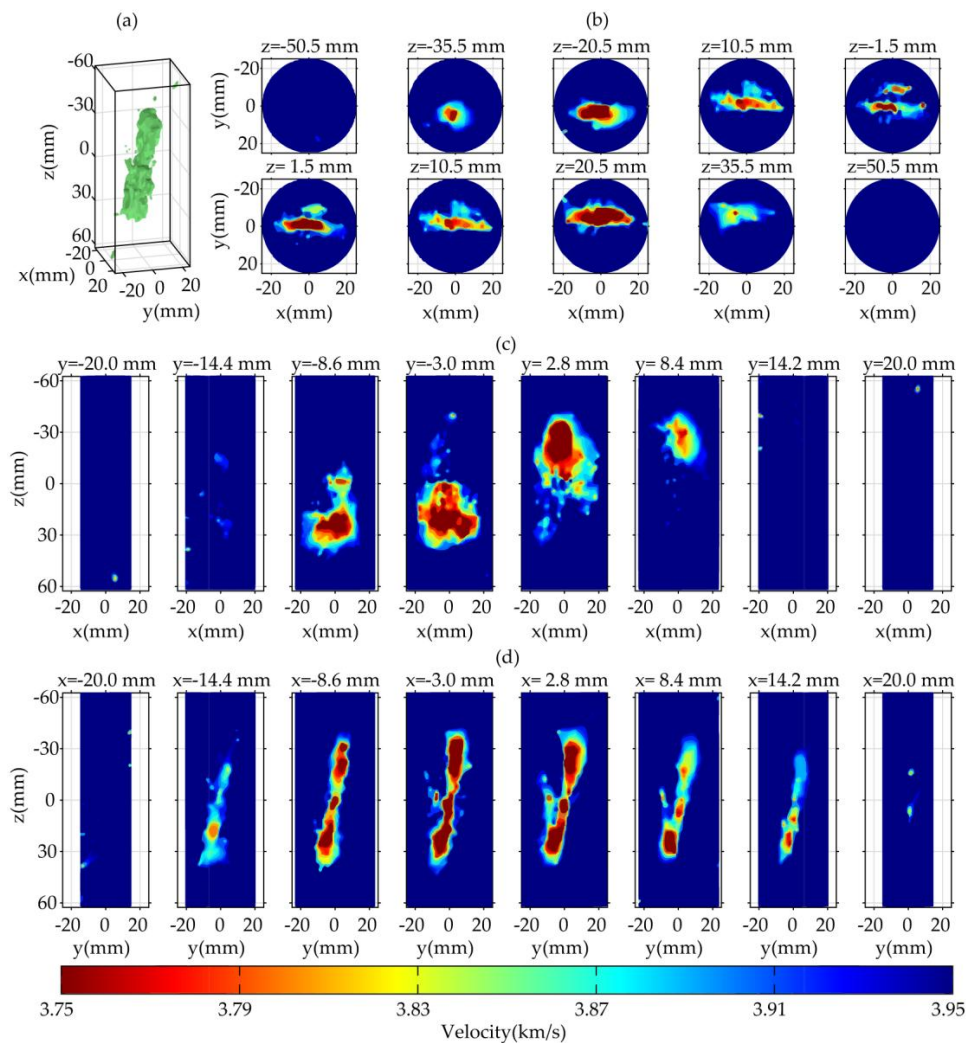 (a)
(b)
z=-50.5 mm z=-35.5 mm z=-20.5 mm z=10.5 mm z=-1.5 mm
-60
-30
0
30
60
z(mm)
-20
0
20
x(mm)
-20 0 20
y(mm)
-20
0
20
y(mm)
z= 1.5 mm z=10.5 mm z=20.5 mm z=35.5 mm z=50.5 mm
-20
0
20
y(mm)
-20 0 20 -20 0 20 -20 0 20 -20 0 20 -20 0 20
x(mm) x(mm) x(mm) x(mm) x(mm)
(c)
y=-20.0 mm y=-14.4 mm y=-8.6 mm y=-3.0 mm y= 2.8 mm y= 8.4 mm y=14.2 mm y=20.0 mm
-60
-30
0
30
60
z(mm)
-20 0 20 -20 0 20 -20 0 20 -20 0 20 -20 0 20 -20 0 20 -20 0 20 -20 0 20
x(mm) x(mm) x(mm) x(mm) x(mm) x(mm) x(mm) x(mm)
(d)
x=-20.0 mm x=-14.4 mm x=-8.6 mm x=-3.0 mm x= 2.8 mm x= 8.4 mm x=14.2 mm x=20.0 mm
-60
-30
0
30
60
z(mm)
-20 0 20 -20 0 20 -20 0 20 -20 0 20 -20 0 20 -20 0 20 -20 0 20 -20 0 20
y(mm) y(mm) y(mm) y(mm) y(mm) y(mm) y(mm) y(mm)
3.75 3.79 3.83 3.87 3.91 3.95
Velocity(km/s)